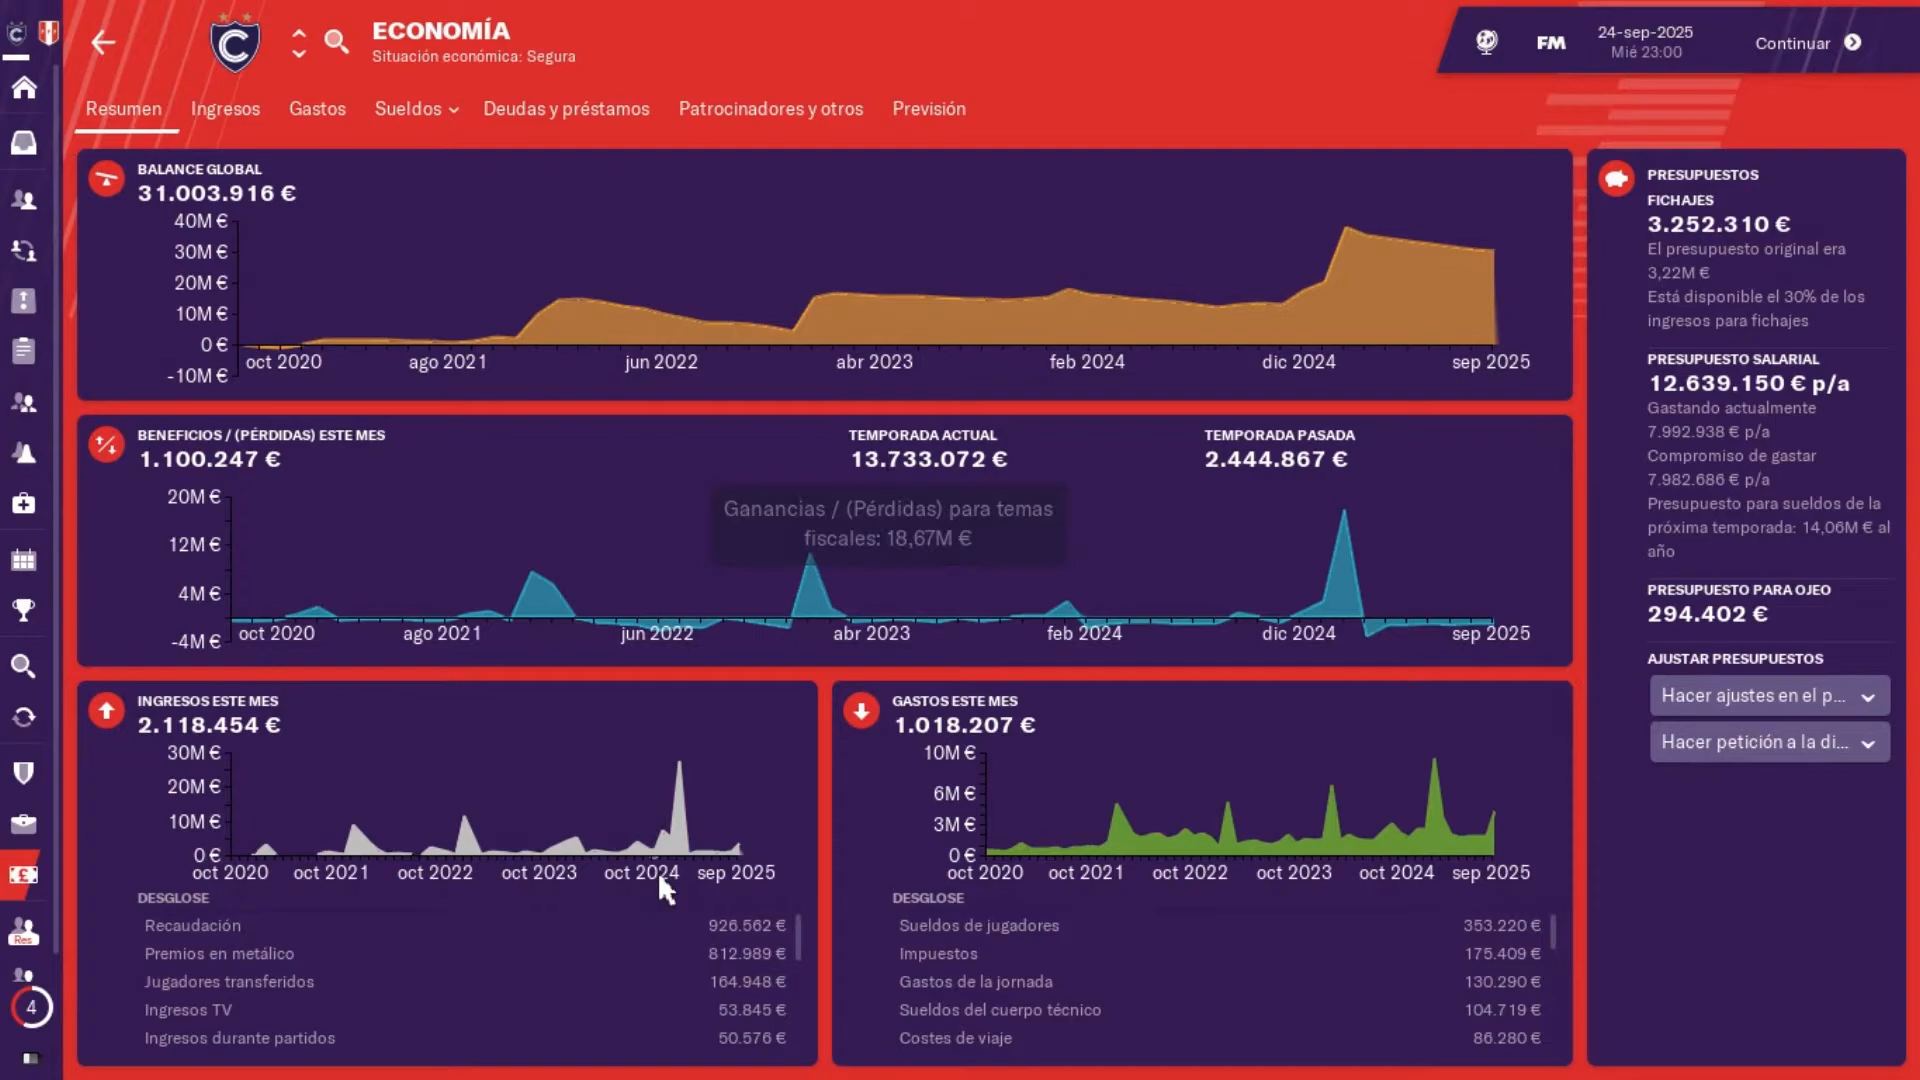 ECONOMÍA
Situación económica: Segura
FM
24-sep-2025
Mié 23:00
Continuar
Resumen
Ingresos
Gastos
Sueldos
Deudas y préstamos
Patrocinadores y otros
Previsión
BALANCE GLOBAL
31.003.916 €
40M €
30M €
20M €
10M €
0 €
-10M €
oct 2020
ago 2021
jun 2022
abr 2023
feb 2024
dic 2024
sep 2025
BENEFICIOS / (PÉRDIDAS) ESTE MES
1.100.247 €
TEMPORADA ACTUAL
13.733.072 €
TEMPORADA PASADA
2.444.867 €
Ganancias / (Pérdidas) para temas
fiscales: 18,67M €
20M €
12M €
4M €
-4M €
oct 2020
ago 2021
jun 2022
abr 2023
feb 2024
dic 2024
sep 2025
INGRESOS ESTE MES
2.118.454 €
30M €
20M €
10M €
0 €
oct 2020
oct 2021
oct 2022
oct 2023
oct 2024
sep 2025
DESGLOSE
Recaudación 926.562 €
Premios en metálico 812.989 €
Jugadores transferidos 164.948 €
Ingresos TV 53.845 €
Ingresos durante partidos 50.576 €
GASTOS ESTE MES
1.018.207 €
10M €
6M €
3M €
0 €
oct 2020
oct 2021
oct 2022
oct 2023
oct 2024
sep 2025
DESGLOSE
Sueldos de jugadores 353.220 €
Impuestos 175.409 €
Gastos de la jornada 130.290 €
Sueldos del cuerpo técnico 104.719 €
Costes de viaje 86.280 €
PRESUPUESTOS
FICHAJES
3.252.310 €
El presupuesto original era
3,22M €
Está disponible el 30% de los
ingresos para fichajes
PRESUPUESTO SALARIAL
12.639.150 € p/a
Gastando actualmente
7.992.938 € p/a
Compromiso de gastar
7.982.686 € p/a
Presupuesto para sueldos de la
próxima temporada: 14,06M € al
año
PRESUPUESTO PARA OJEO
294.402 €
AJUSTAR PRESUPUESTOS
Hacer ajustes en el p...
Hacer petición a la di...
Res
4